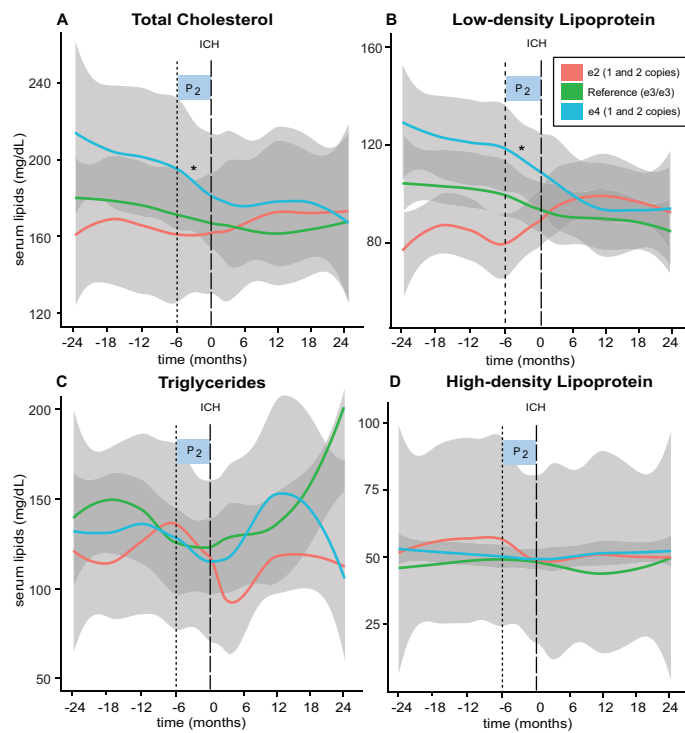 A
Total Cholesterol
ICH
P2
*
serum lipids (mg/dL)
240
200
160
120
-24 -18 -12 -6 0 6 12 18 24
time (months)
B
Low-density Lipoprotein
ICH
P2
*
e2 (1 and 2 copies)
Reference (e3/e3)
e4 (1 and 2 copies)
160
120
80
-24 -18 -12 -6 0 6 12 18 24
time (months)
C
Triglycerides
ICH
P2
serum lipids (mg/dL)
200
150
100
50
-24 -18 -12 -6 0 6 12 18 24
time (months)
D
High-density Lipoprotein
ICH
P2
100
75
50
25
-24 -18 -12 -6 0 6 12 18 24
time (months)